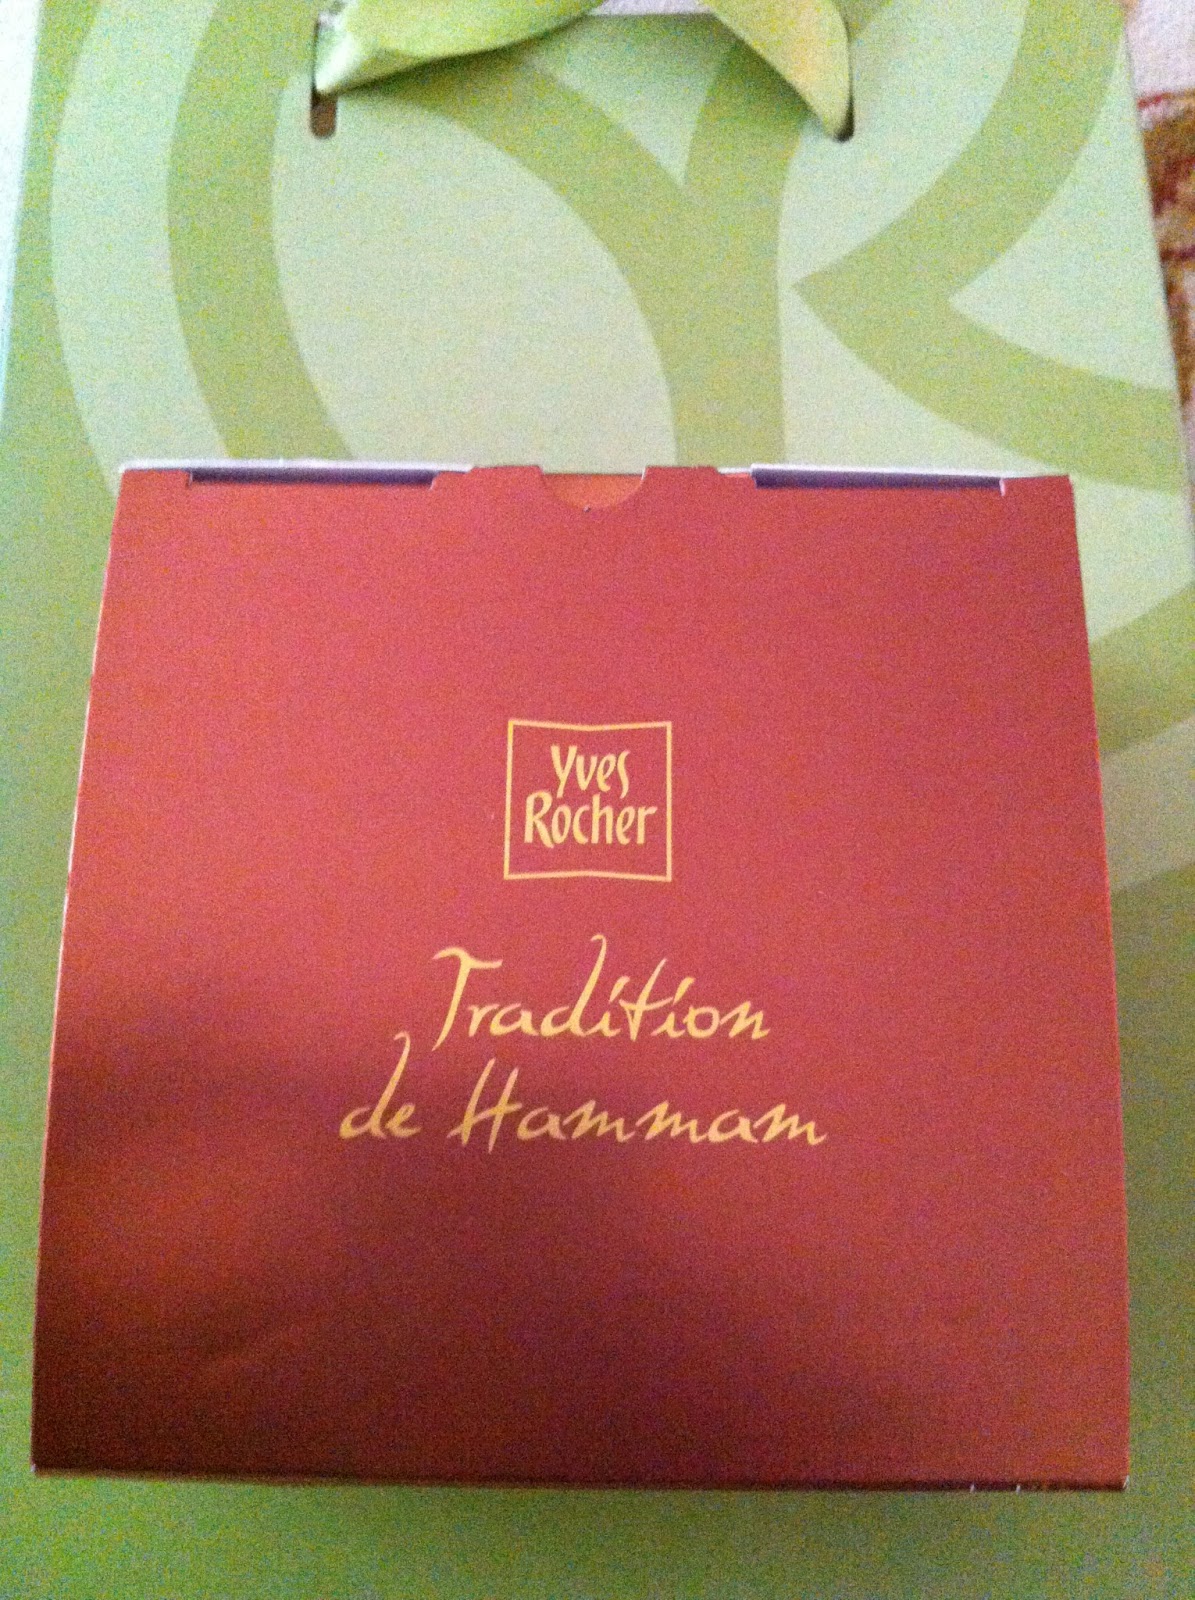 Yves
Rocher
Tradition
de Hammam